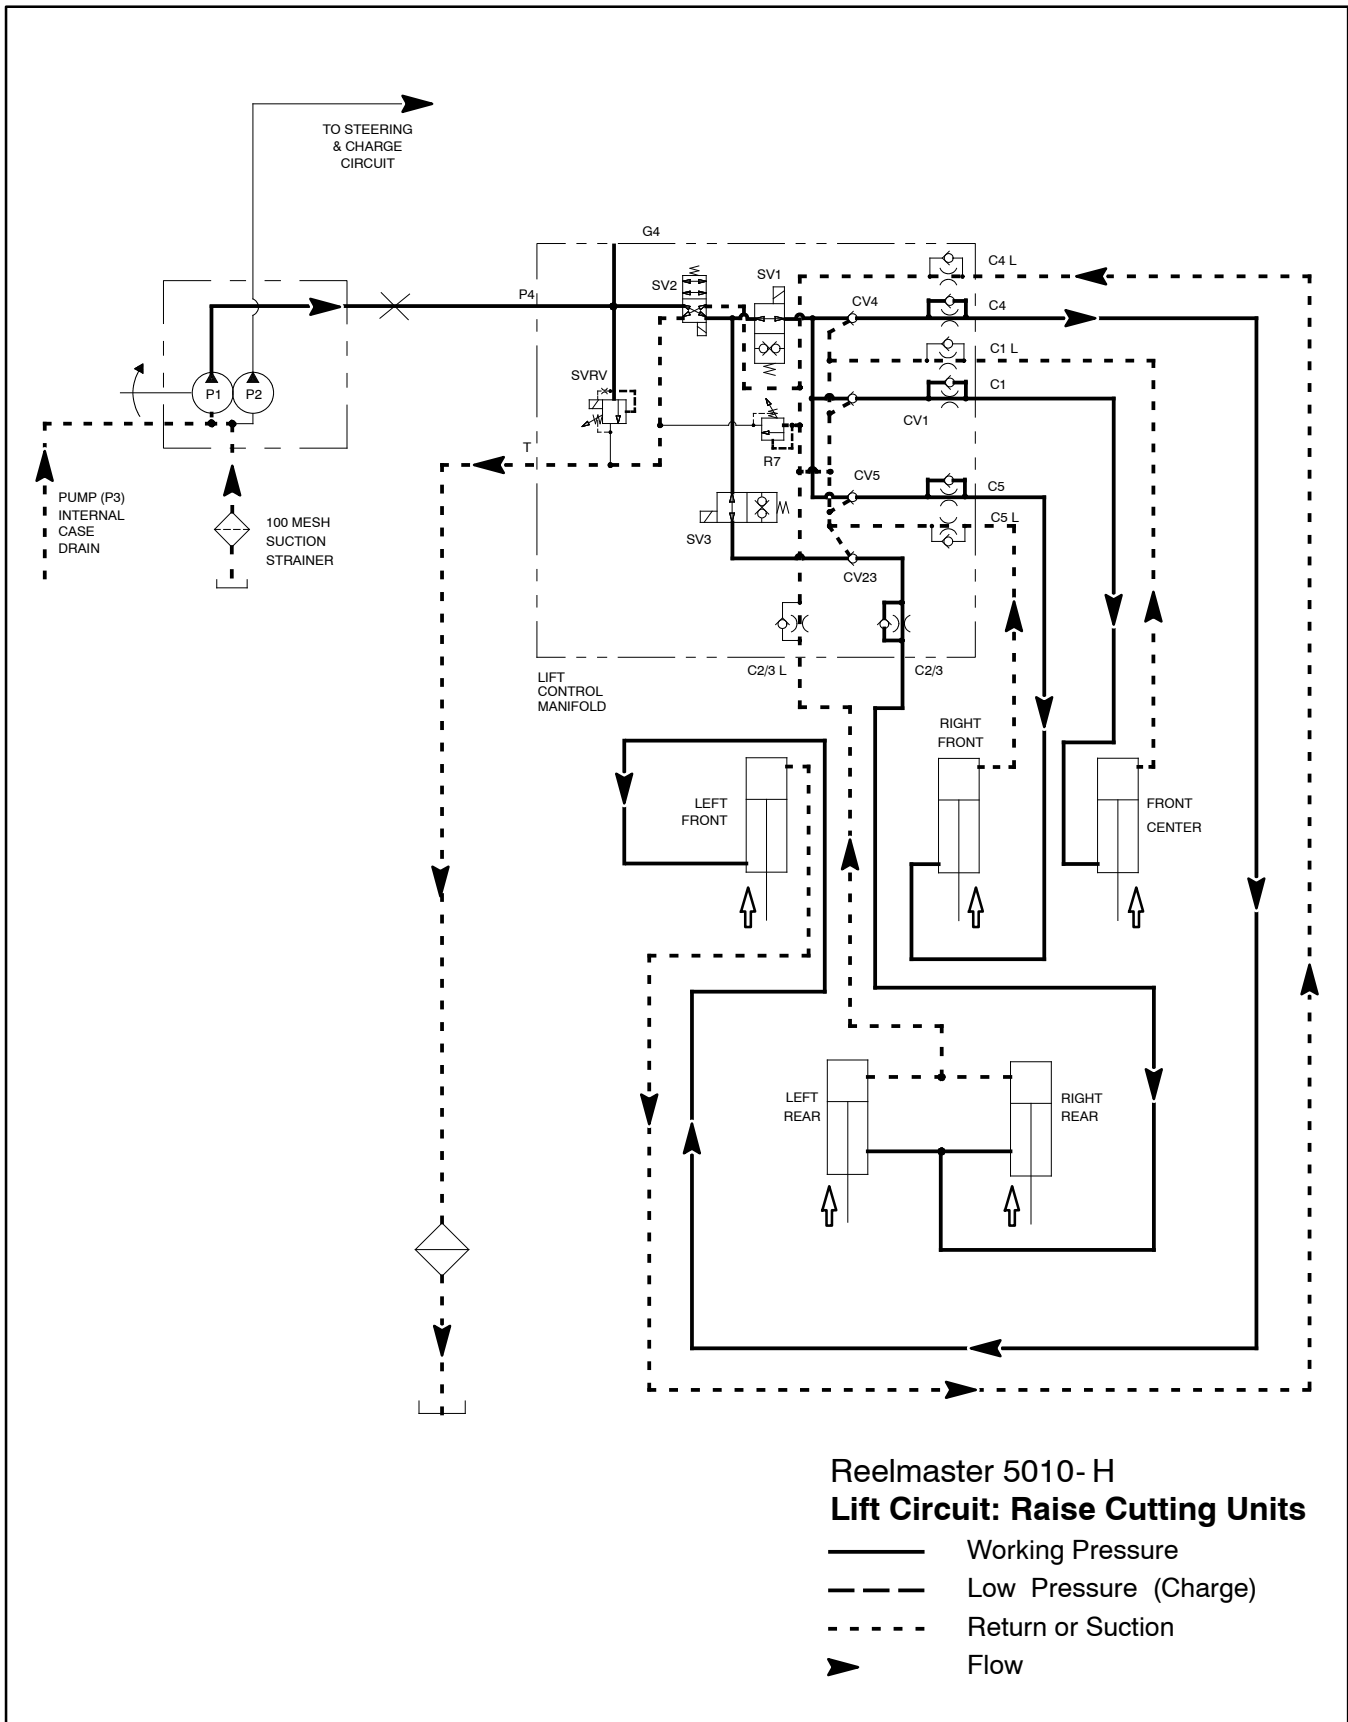 TO STEERING
& CHARGE
CIRCUIT
G4
C4 L
SV1
SV2
P4
CV4
C4
C1 L
SVRV
C1
P1
P2
CV1
T
R7
CV5
C5
PUMP (P3)
INTERNAL
CASE
DRAIN
100 MESH
SUCTION
STRAINER
C5 L
SV3
CV23
C2/3 L
C2/3
LIFT
CONTROL
MANIFOLD
RIGHT
FRONT
LEFT
FRONT
FRONT
CENTER
LEFT
REAR
RIGHT
REAR
Reelmaster 5010-H
Lift Circuit: Raise Cutting Units
Working Pressure
Low Pressure (Charge)
Return or Suction
Flow